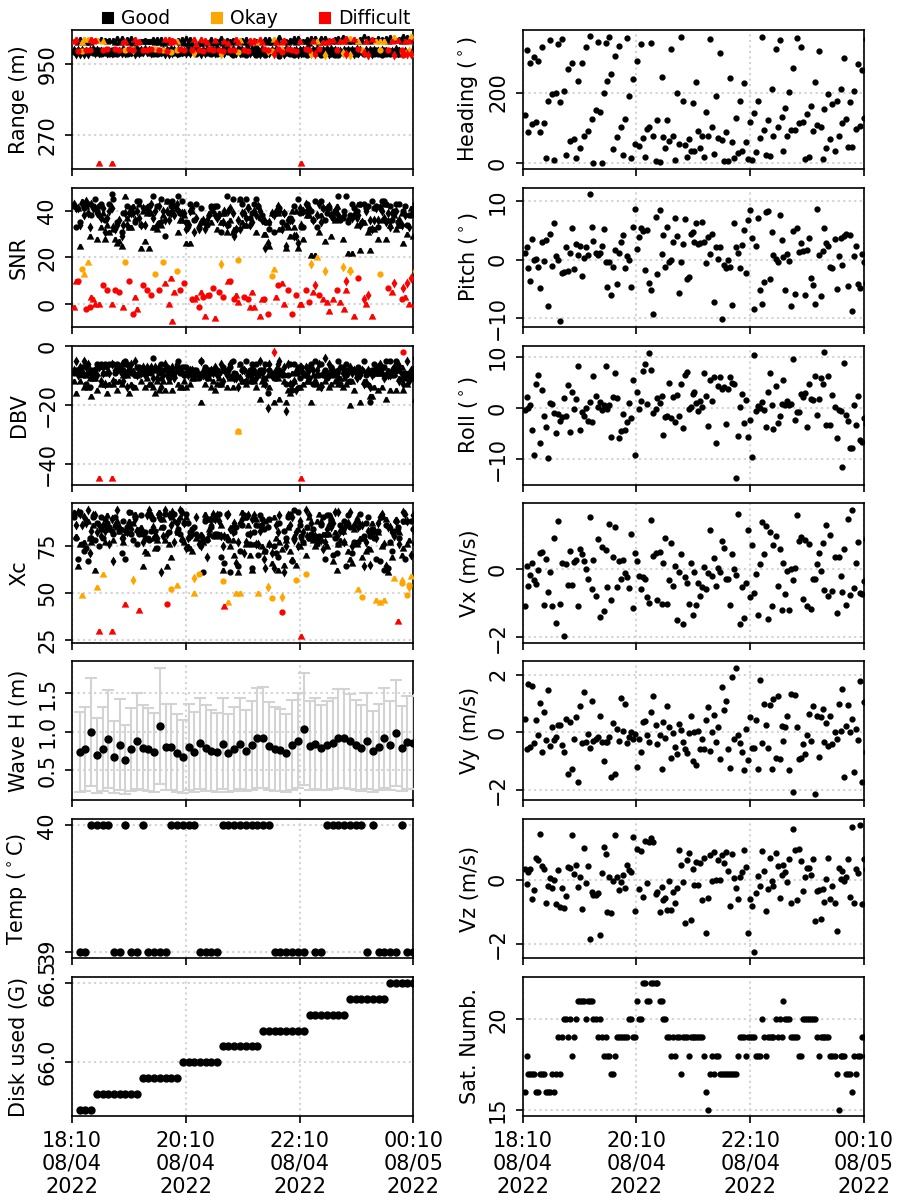 Good Okay Difficult
Range (m)
950
270
Heading (°)
200
0
SNR
40
20
0
Pitch (°)
10
0
−10
DBV
0
−20
−40
Roll (°)
10
0
−10
Xc
75
50
25
Vx (m/s)
0
−2
Wave H (m)
1.5
1.0
0.5
Vy (m/s)
2
0
−2
Temp (°C)
40
39
Vz (m/s)
0
−2
Disk used (G)
66.5
66.0
Sat. Numb.
20
15
18:10 20:10 22:10 00:10
08/04 08/04 08/04 08/05
2022 2022 2022 2022
18:10 20:10 22:10 00:10
08/04 08/04 08/04 08/05
2022 2022 2022 2022